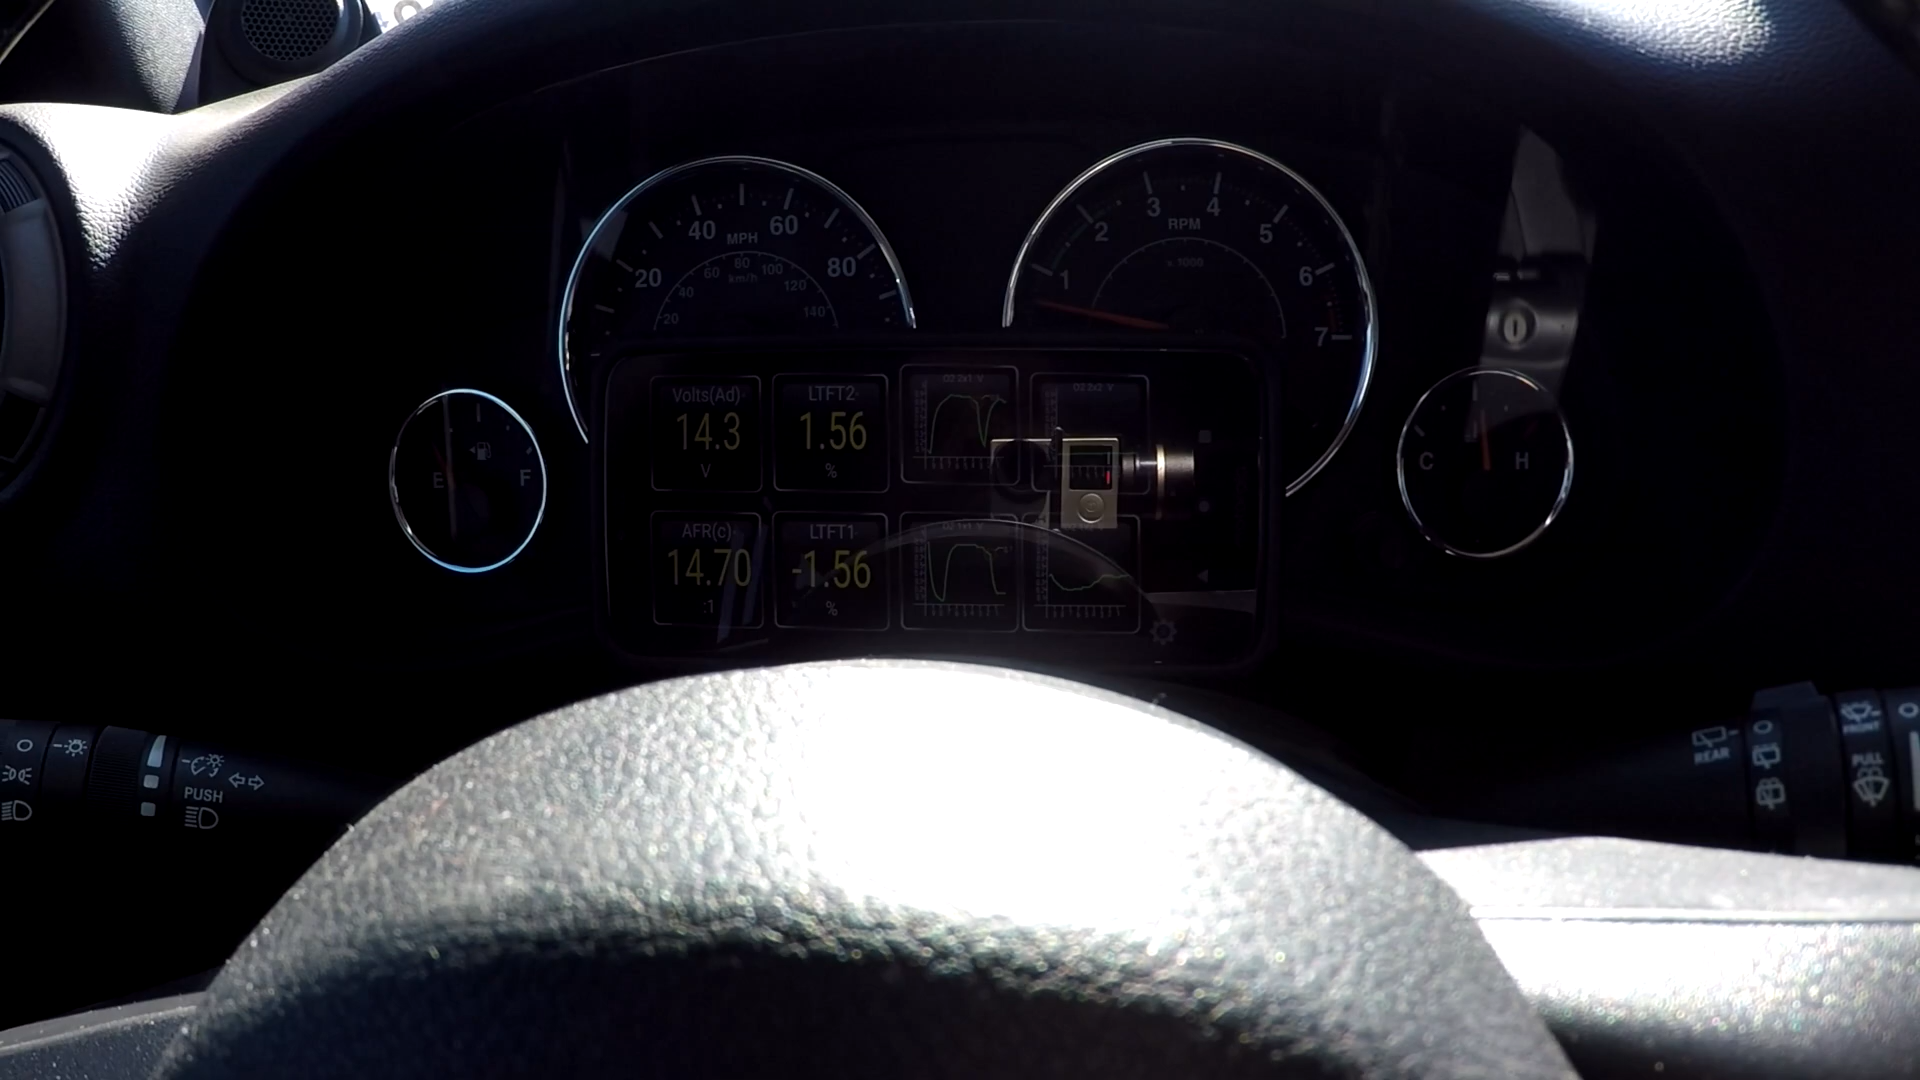 40 60
MPH
20 80
60 80 100
km/h
40 120
20 140
3 4
2 RPM 5
x 1000
1 6
7
E F
C H
Volts(Ad)
14.3
V
LTFT2
1.56
%
O2 2x1 V
O2 2x2 V
AFR(c)
14.70
:1
LTFT1
-1.56
%
O2 1x1 V
PUSH
REAR
FRONT
PULL